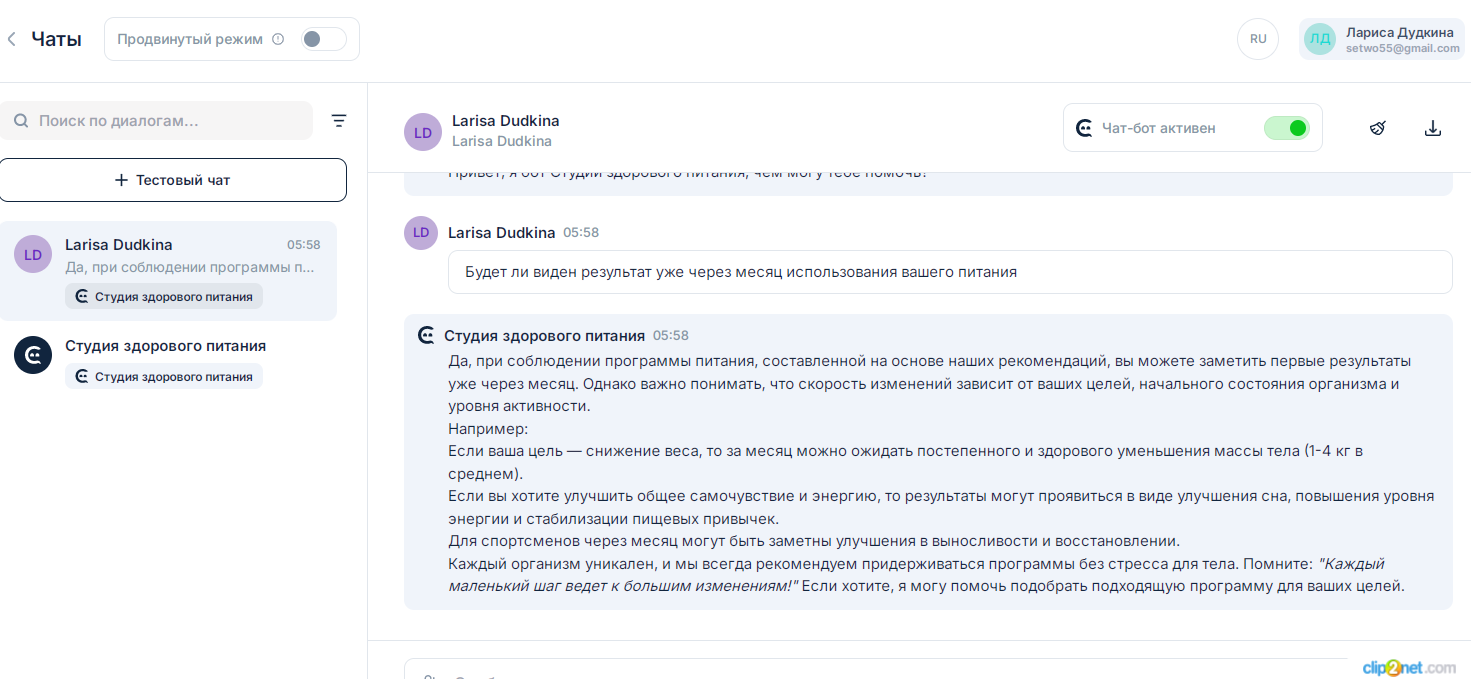 Чаты
Продвинутый режим
RU
ЛД
Лариса Дудкина
setwo55@gmail.com
Поиск по диалогам...
+ Тестовый чат
LD
Larisa Dudkina
05:58
Да, при соблюдении программы п...
Студия здорового питания
Студия здорового питания
Студия здорового питания
LD
Larisa Dudkina
Larisa Dudkina
Чат-бот активен
Привет, я бот Студии здорового питания, чем могу тебе помочь?
LD
Larisa Dudkina 05:58
Будет ли виден результат уже через месяц использования вашего питания
Студия здорового питания 05:58
Да, при соблюдении программы питания, составленной на основе наших рекомендаций, вы можете заметить первые результаты
уже через месяц. Однако важно понимать, что скорость изменений зависит от ваших целей, начального состояния организма и
уровня активности.
Например:
Если ваша цель — снижение веса, то за месяц можно ожидать постепенного и здорового уменьшения массы тела (1-4 кг в
среднем).
Если вы хотите улучшить общее самочувствие и энергию, то результаты могут проявиться в виде улучшения сна, повышения уровня
энергии и стабилизации пищевых привычек.
Для спортсменов через месяц могут быть заметны улучшения в выносливости и восстановлении.
Каждый организм уникален, и мы всегда рекомендуем придерживаться программы без стресса для тела. Помните: "Каждый
маленький шаг ведет к большим изменениям!" Если хотите, я могу помочь подобрать подходящую программу для ваших целей.
clip2net.com